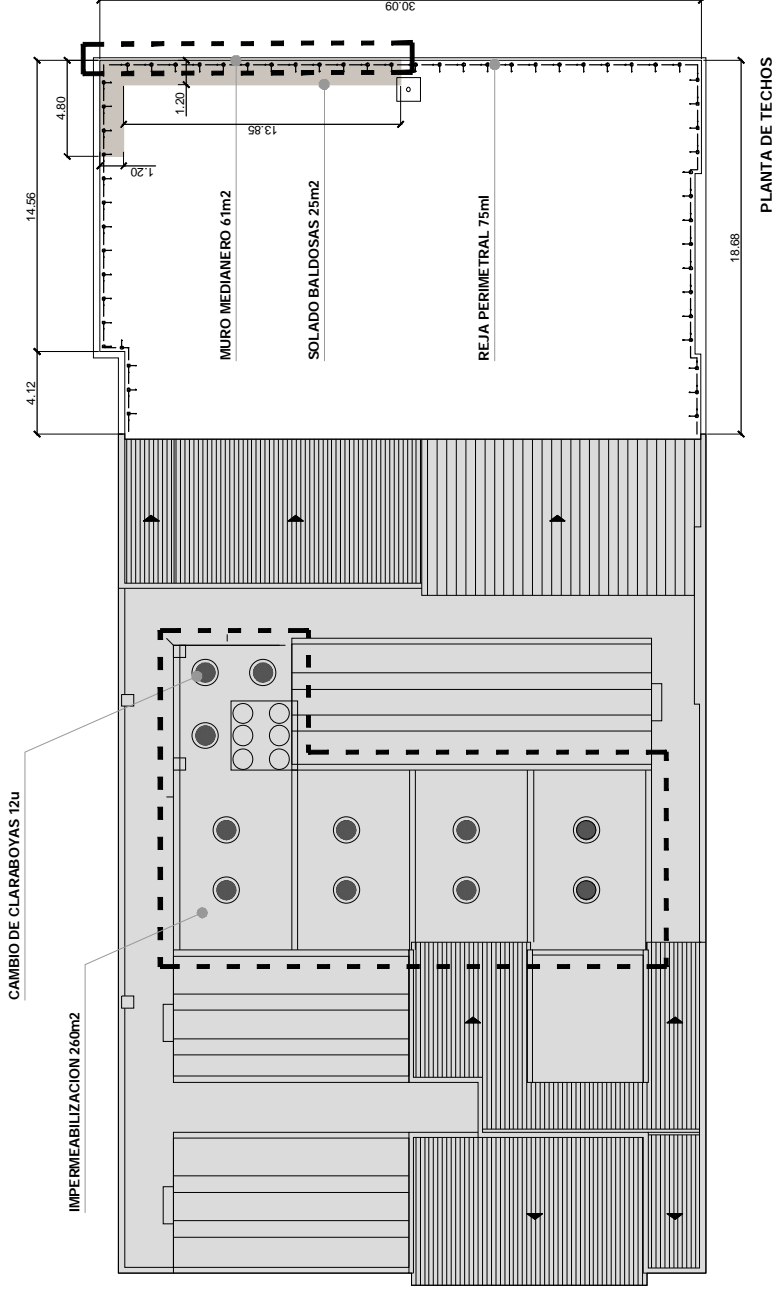 30.09
4.80
1.20
13.85
1.20
14.56
4.12
18.68
MURO MEDIANERO 61m2
SOLADO BALDOSAS 25m2
REJA PERIMETRAL 75ml
PLANTA DE TECHOS
CAMBIO DE CLARABOYAS 12u
IMPERMEABILIZACION 260m2